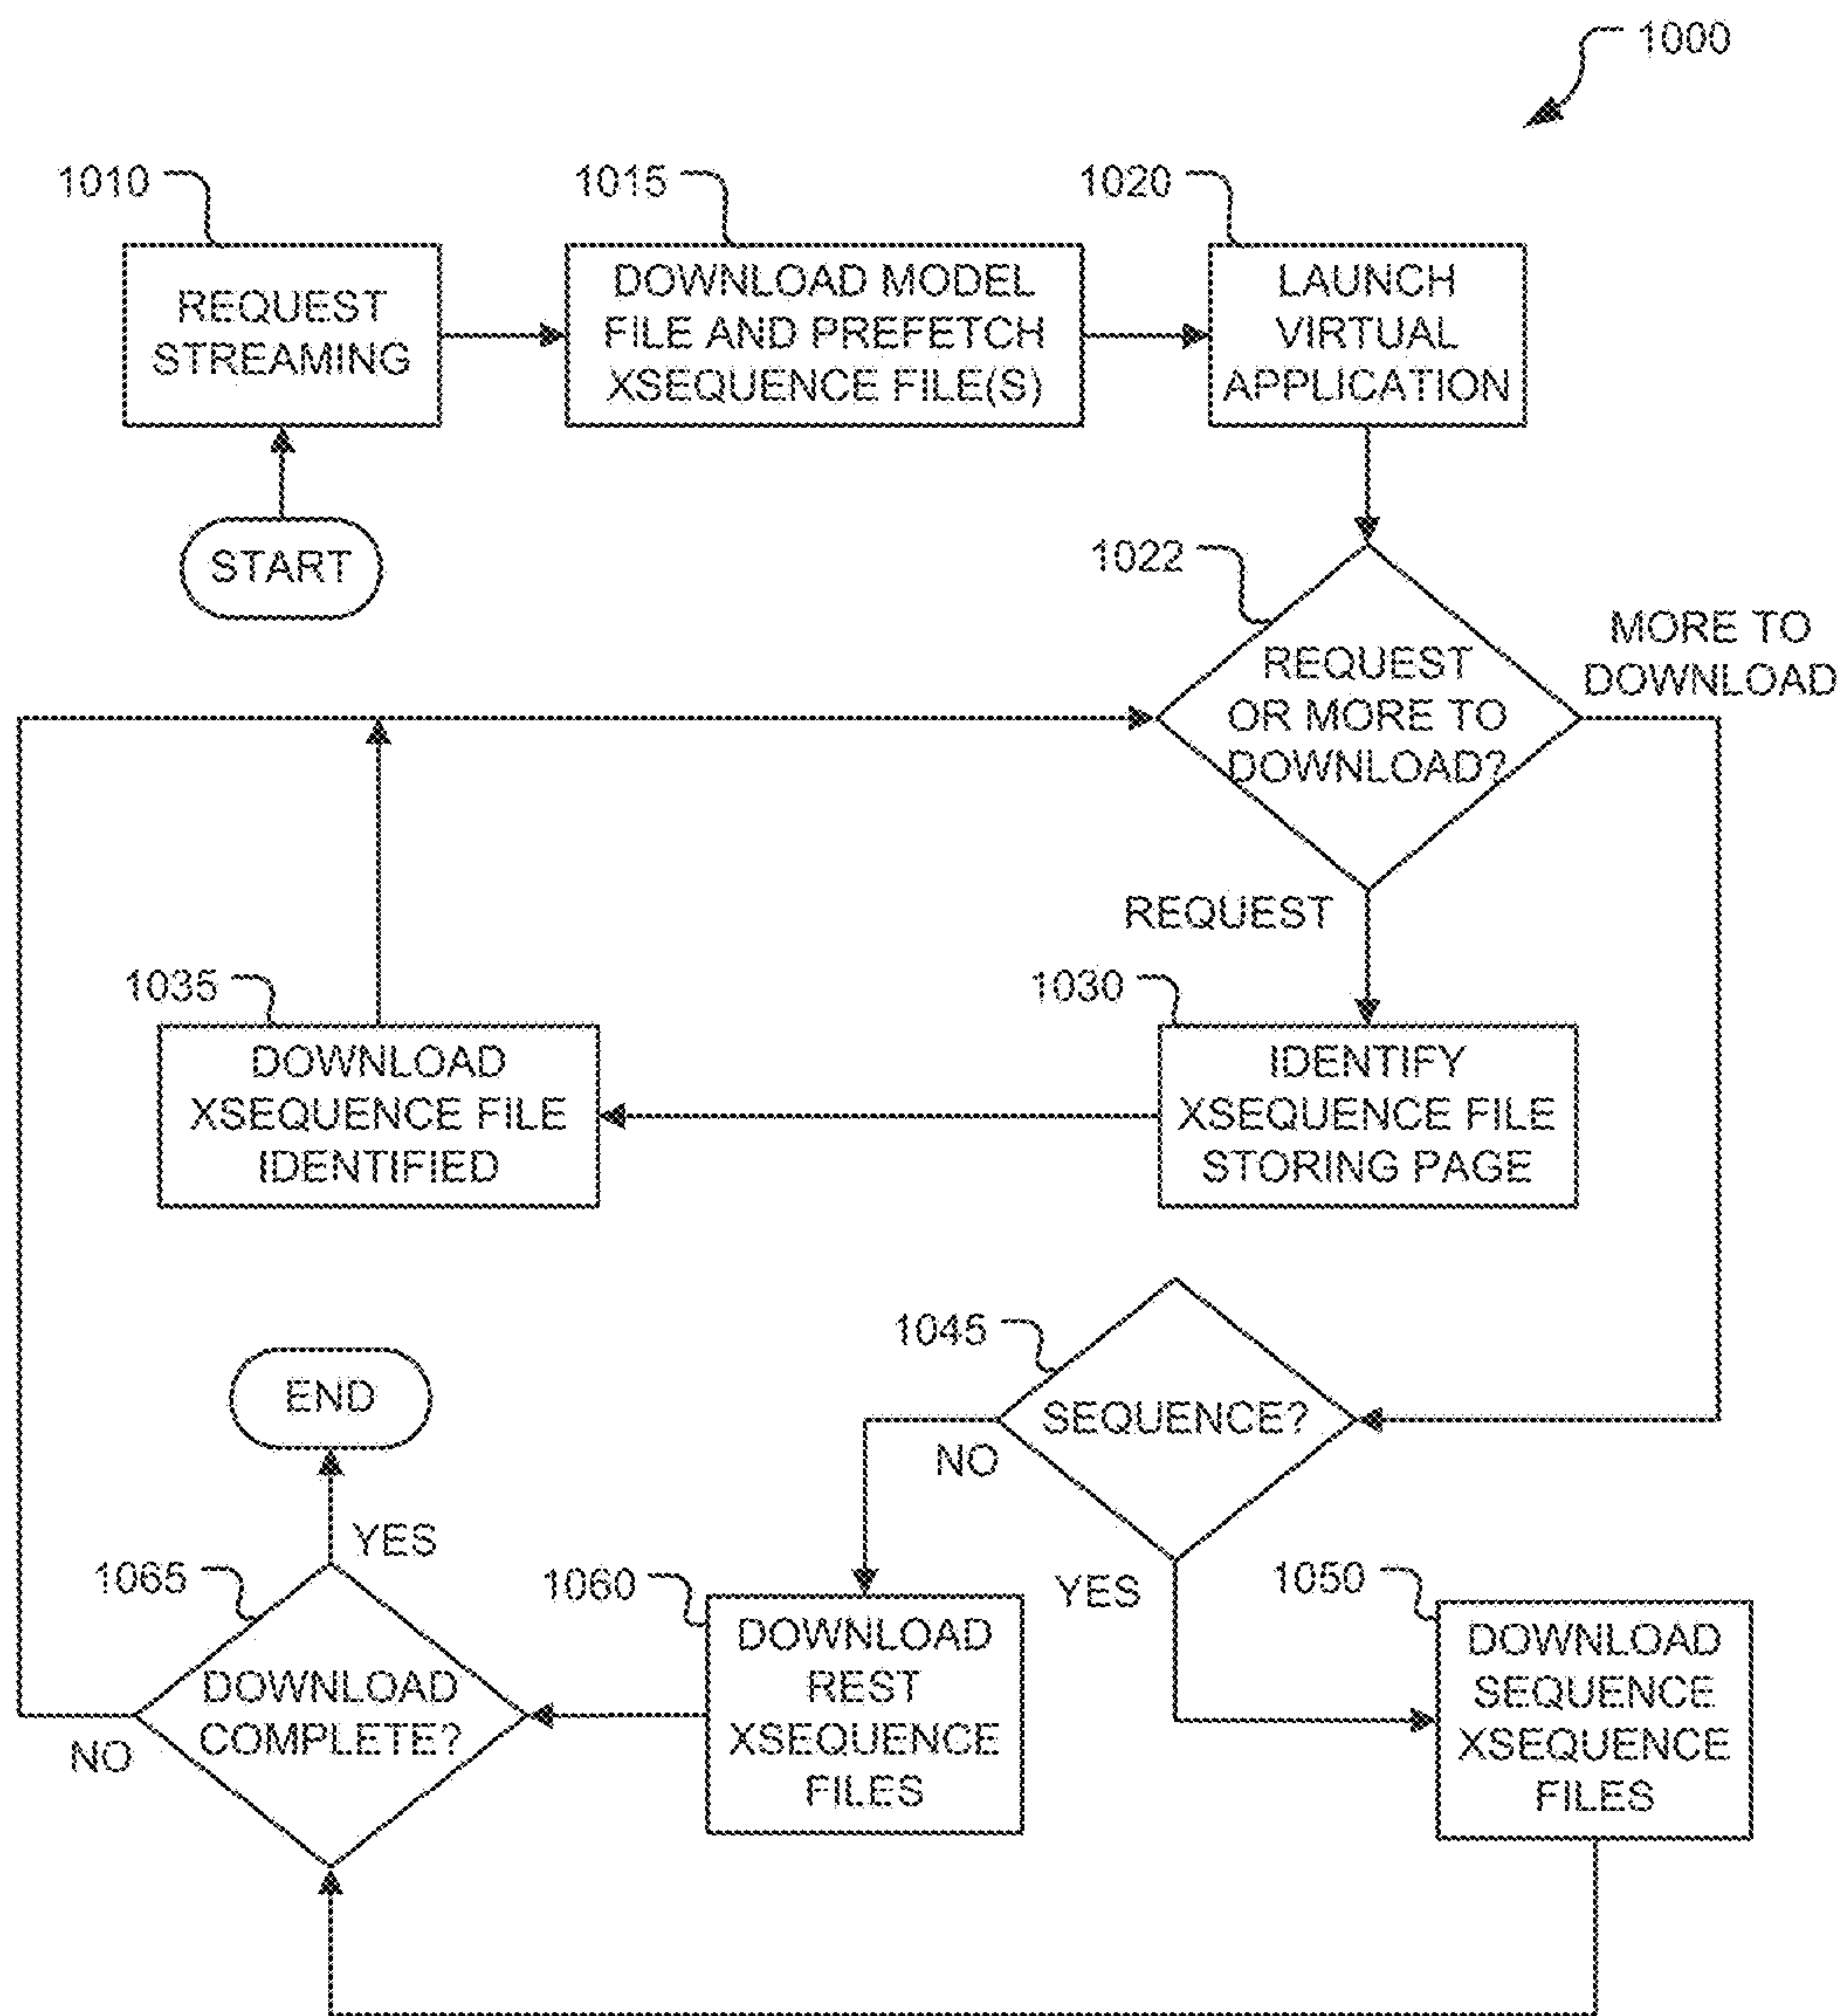 1000
1010
REQUEST
STREAMING
1015
DOWNLOAD MODEL
FILE AND PREFETCH
XSEQUENCE FILE(S)
1020
LAUNCH
VIRTUAL
APPLICATION
START
1022
REQUEST
OR MORE TO
DOWNLOAD?
MORE TO
DOWNLOAD
REQUEST
1035
DOWNLOAD
XSEQUENCE FILE
IDENTIFIED
1030
IDENTIFY
XSEQUENCE FILE
STORING PAGE
1045
SEQUENCE?
NO
YES
END
YES
1065
DOWNLOAD
COMPLETE?
NO
1060
DOWNLOAD
REST
XSEQUENCE
FILES
1050
DOWNLOAD
SEQUENCE
XSEQUENCE
FILES